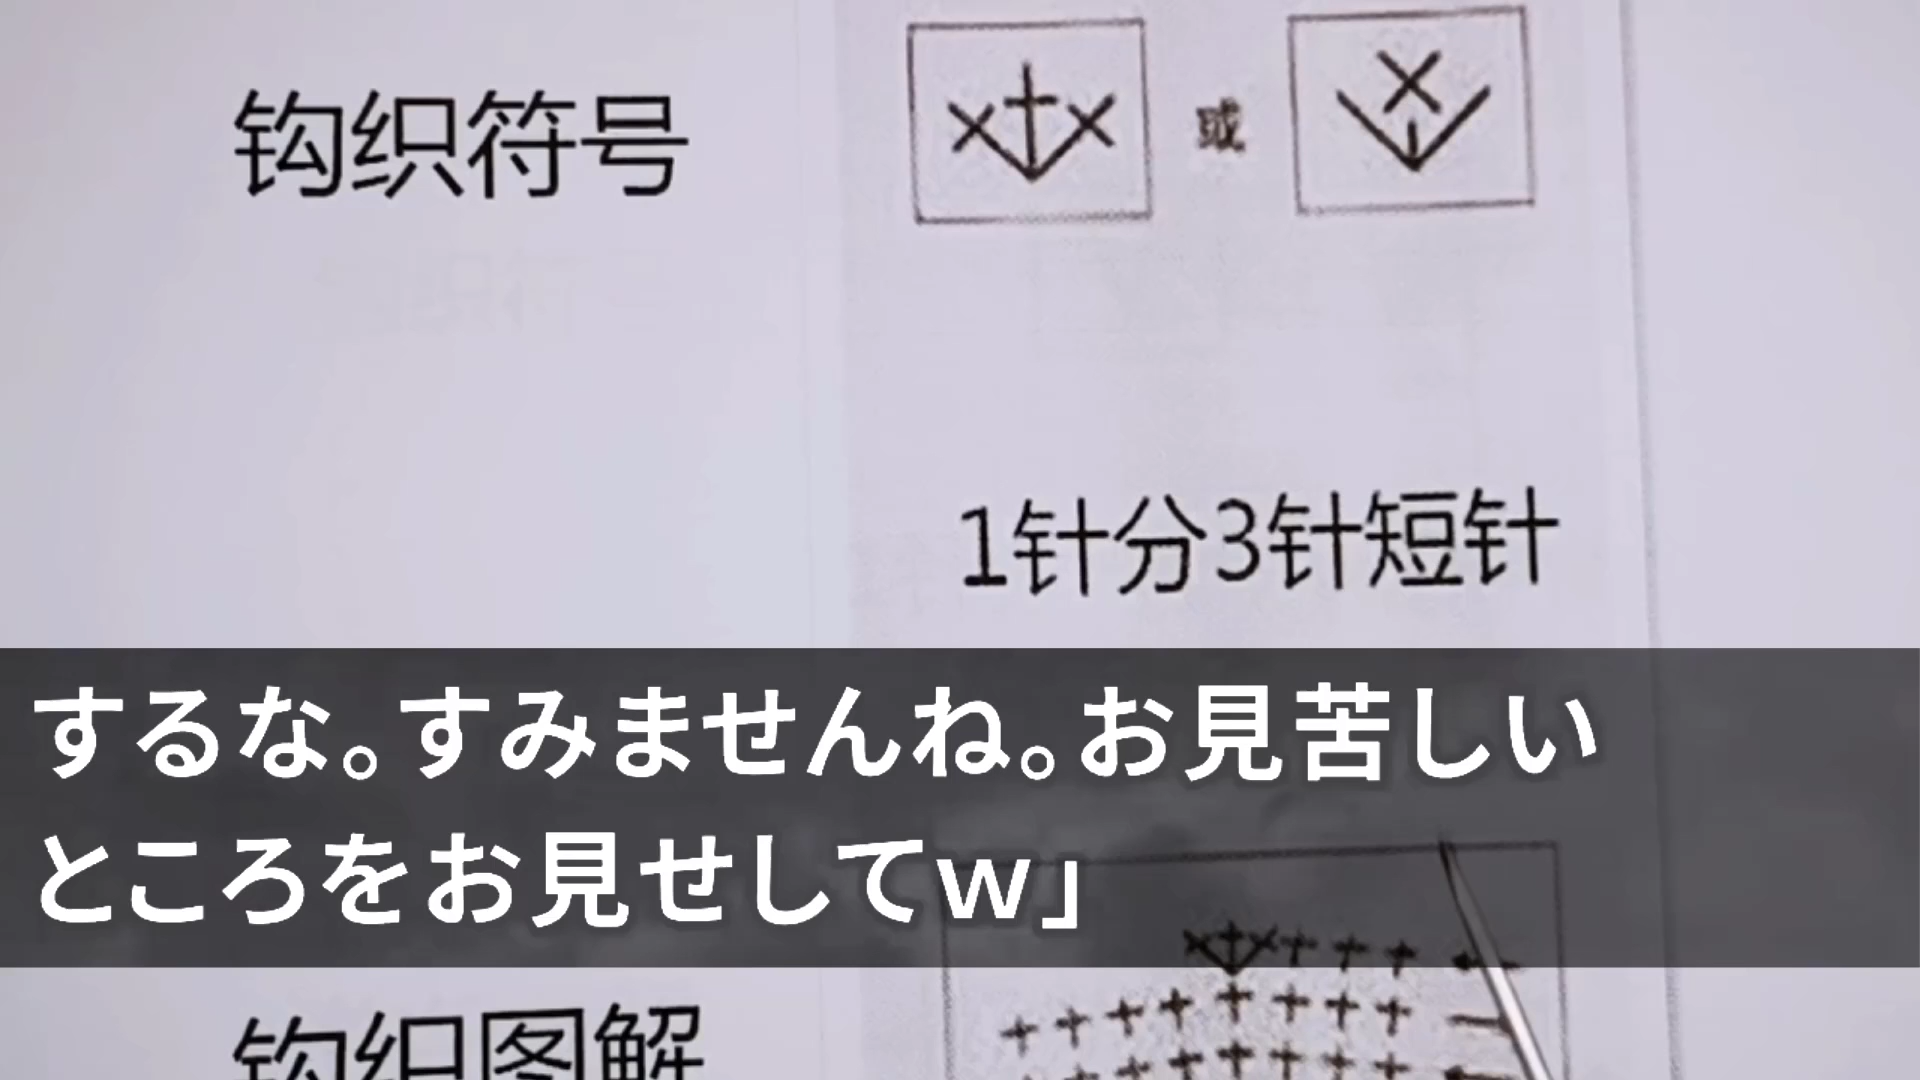 钩织符号
或
1针分3针短针
するな。すみませんね。お見苦しい
ところをお見せしてw」
钩织图解